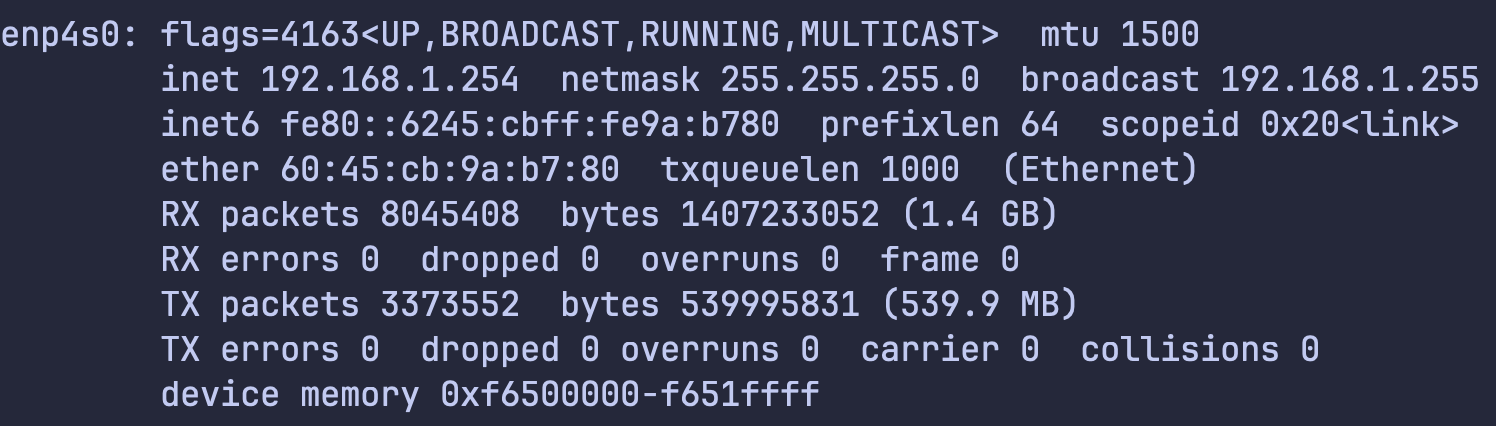 enp4s0: flags=4163<UP,BROADCAST,RUNNING,MULTICAST>  mtu 1500
        inet 192.168.1.254  netmask 255.255.255.0  broadcast 192.168.1.255
        inet6 fe80::6245:cbff:fe9a:b780  prefixlen 64  scopeid 0x20<link>
        ether 60:45:cb:9a:b7:80  txqueuelen 1000  (Ethernet)
        RX packets 8045408  bytes 1407233052 (1.4 GB)
        RX errors 0  dropped 0  overruns 0  frame 0
        TX packets 3373552  bytes 539995831 (539.9 MB)
        TX errors 0  dropped 0 overruns 0  carrier 0  collisions 0
        device memory 0xf6500000-f651ffff